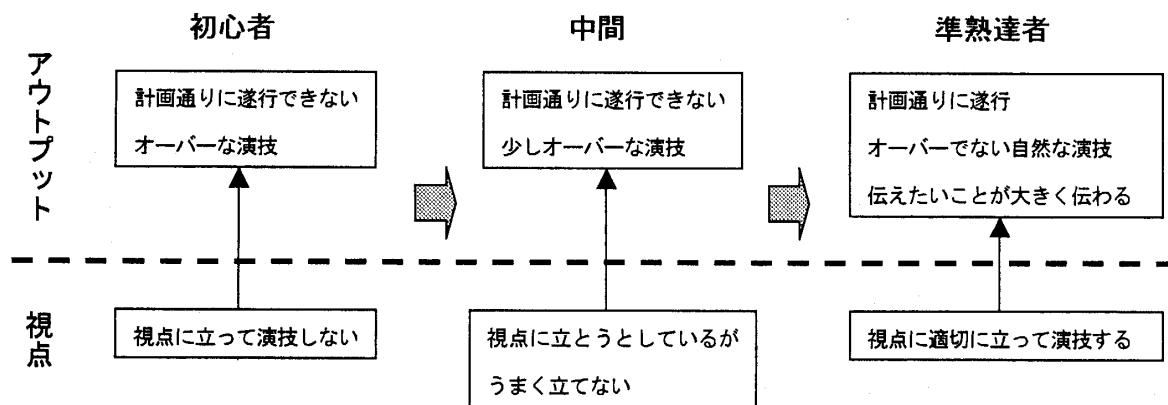 初心者
中間
準熟達者
アウトプット
計画通りに遂行できない
オーバーな演技
計画通りに遂行できない
少しオーバーな演技
計画通りに遂行
オーバーでない自然な演技
伝えたいことが大きく伝わる
視点
視点に立って演技しない
視点に立とうとしているが
うまく立てない
視点に適切に立って演技する